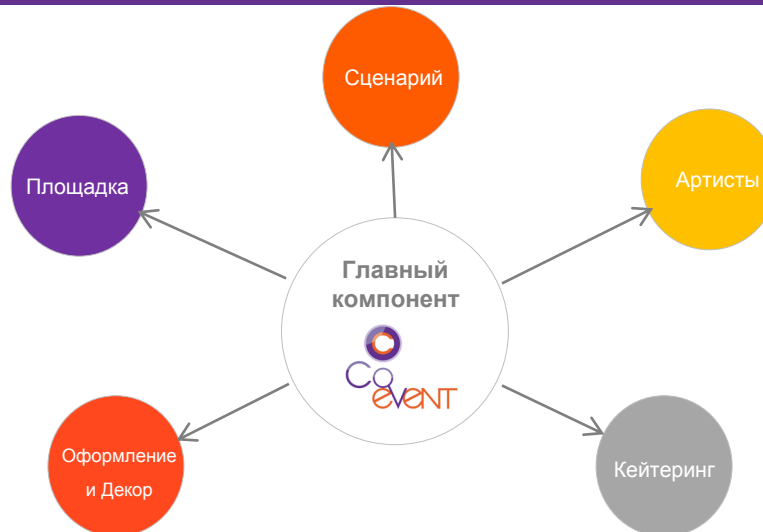 Сценарий
Площадка
Артисты
Главный
компонент
Co
event
Оформление
и Декор
Кейтеринг